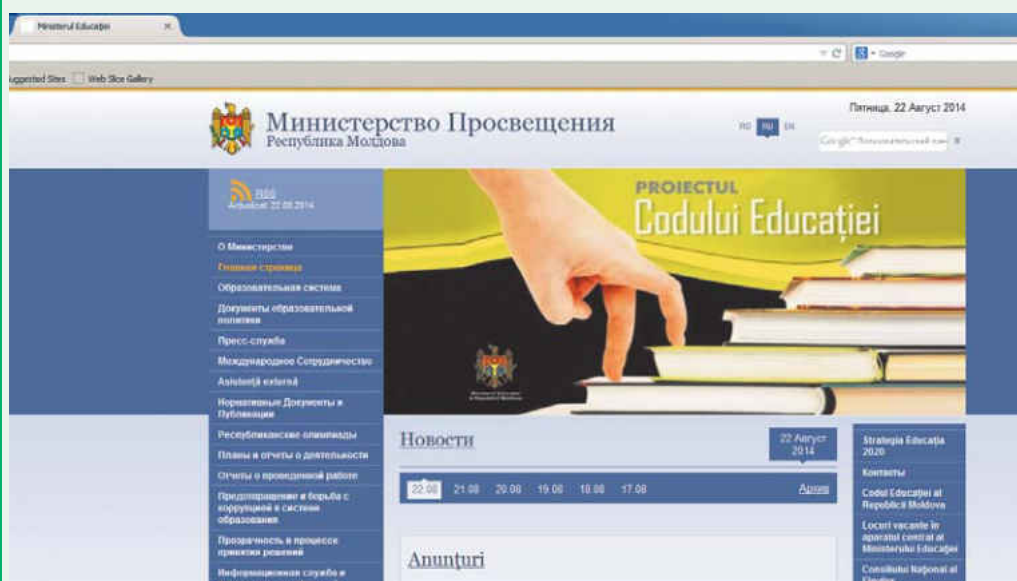 Ministerul Educației
Suggested Sites Web Slice Gallery
Google
Министерство Просвещения
Республика Молдова
RO RU EN
Пятница, 22 Август 2014
RSS
Actualizat 22.08.2014
PROIECTUL
Codului Educației
О Министерстве
Главная страница
Образовательная система
Документы образовательной
политики
Пресс-служба
Международное Сотрудничество
Asistență externă
Нормативные Документы и
Публикации
Республиканские олимпиады
Планы и отчеты о деятельности
Отчеты о проведенной работе
Предотвращение и борьба с
коррупцией в системе
образования
Прозрачность в процессе
принятия решений
Информационная служба и
Новости
22 Август
2014
22.08 21.08 20.08 19.08 18.08 17.08
Архив
Anunțuri
Strategia Educația
2020
Контакты
Codul Educației al
Republicii Moldova
Locuri vacante în
aparatul central al
Ministerului Educației
Consiliului Național al